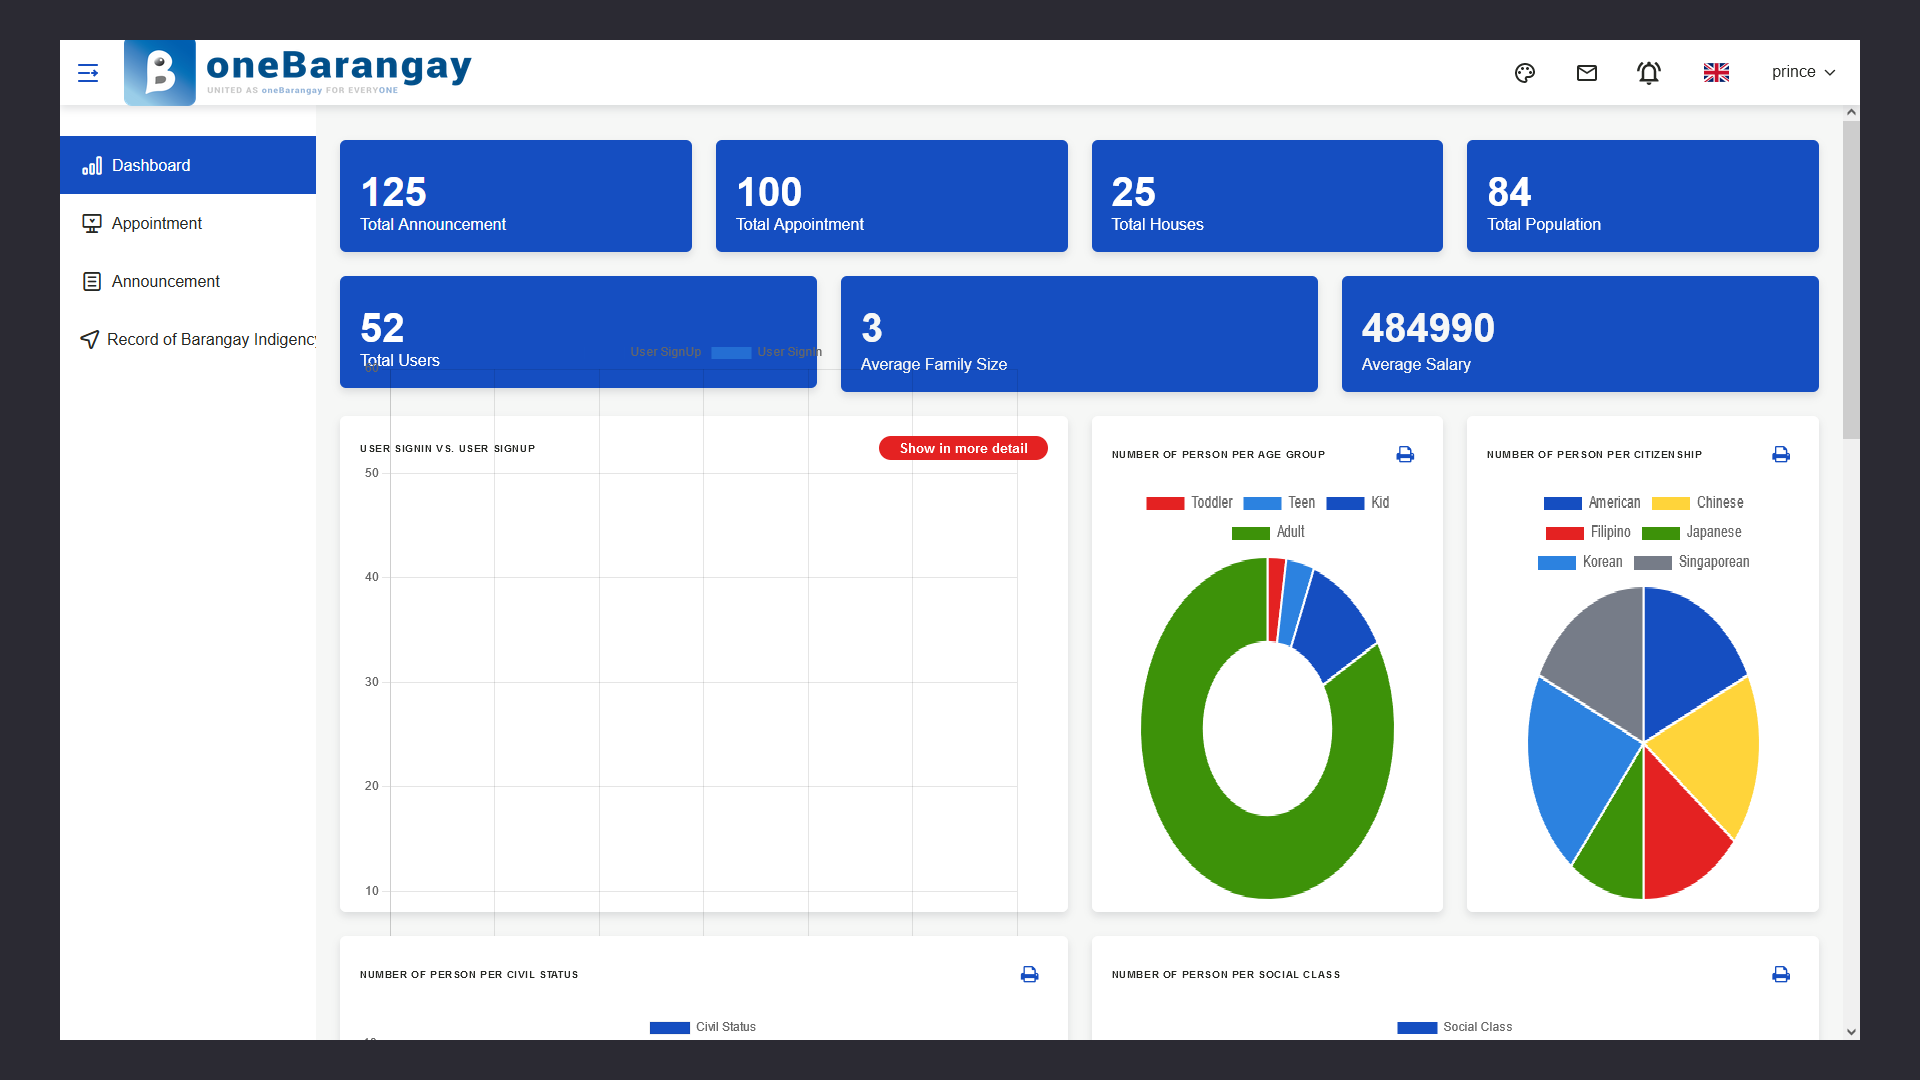 oneBarangay
UNITED AS oneBarangay FOR EVERYONE
prince
Dashboard
Appointment
Announcement
Record of Barangay Indigency
125
Total Announcement
100
Total Appointment
25
Total Houses
84
Total Population
52
Total Users
3
Average Family Size
484990
Average Salary
User SignUp
User SignIn
60
USER SIGNIN VS. USER SIGNUP
Show in more detail
50
40
30
20
10
NUMBER OF PERSON PER AGE GROUP
Toddler
Teen
Kid
Adult
NUMBER OF PERSON PER CITIZENSHIP
American
Chinese
Filipino
Japanese
Korean
Singaporean
NUMBER OF PERSON PER CIVIL STATUS
Civil Status
NUMBER OF PERSON PER SOCIAL CLASS
Social Class